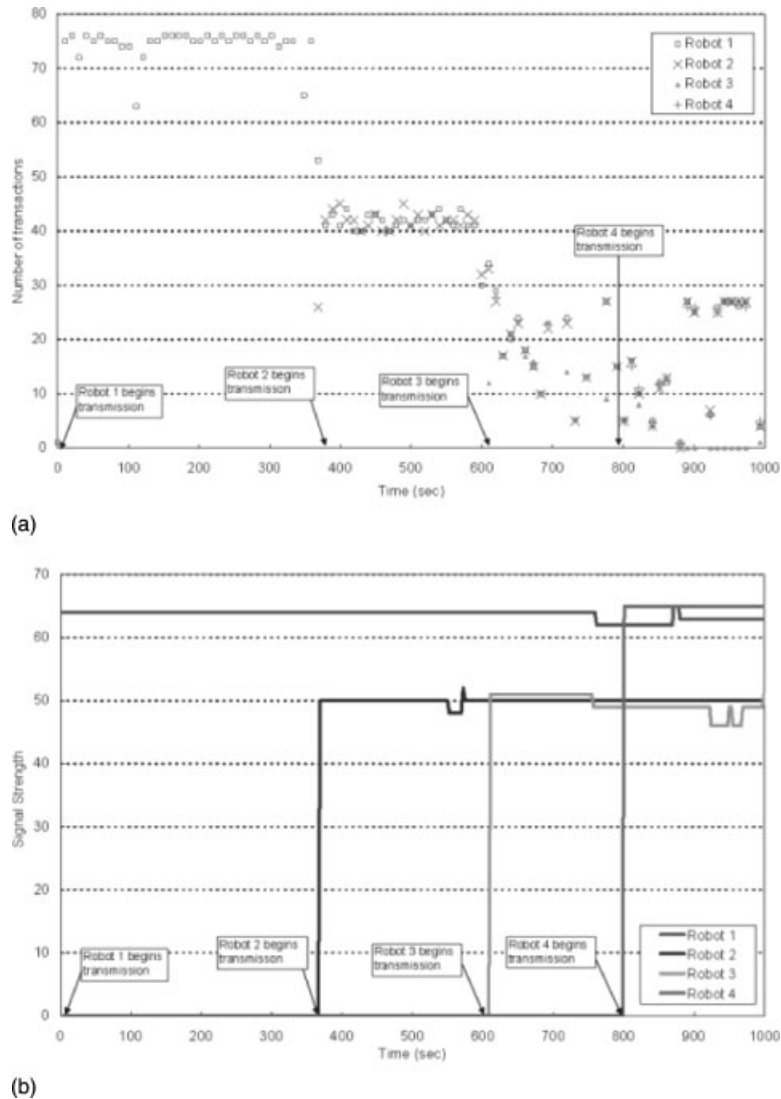 80
70
60
50
40
30
20
10
0
Number of transactions
Robot 1
Robot 2
Robot 3
Robot 4
Robot 4 begins
transmission
Robot 2 begins
transmission
Robot 3 begins
transmission
Robot 1 begins
transmission
0 100 200 300 400 500 600 700 800 900 1000
Time (sec)
(a)
70
60
50
40
30
20
10
0
Signal Strength
Robot 1 begins
transmission
Robot 2 begins
transmisson
Robot 3 begins
transmission
Robot 4 begins
transmission
Robot 1
Robot 2
Robot 3
Robot 4
0 100 200 300 400 500 600 700 800 900 1000
Time (sec)
(b)